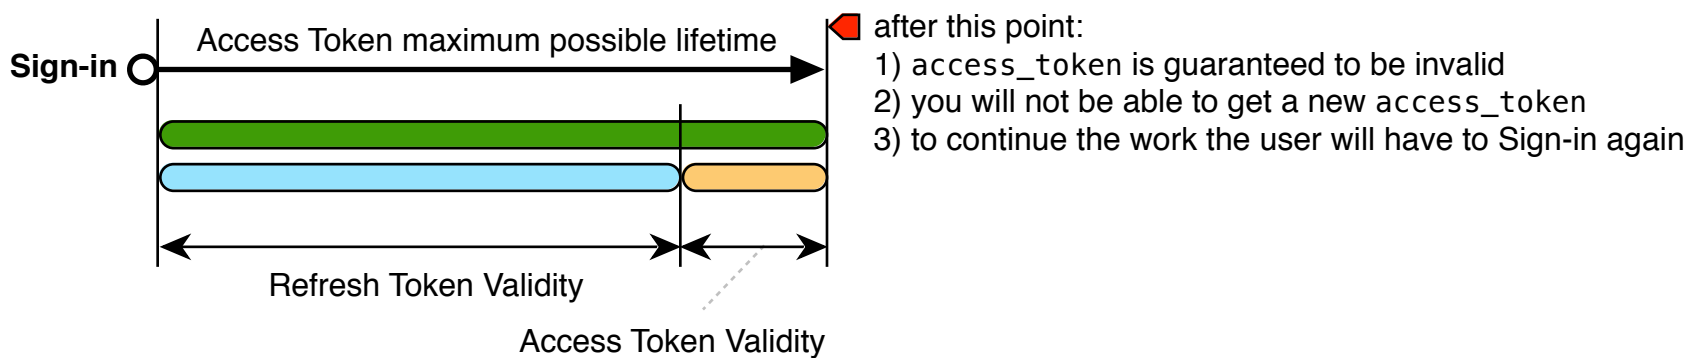 Sign-in
Access Token maximum possible lifetime
after this point:
1) access_token is guaranteed to be invalid
2) you will not be able to get a new access_token
3) to continue the work the user will have to Sign-in again
Refresh Token Validity
Access Token Validity